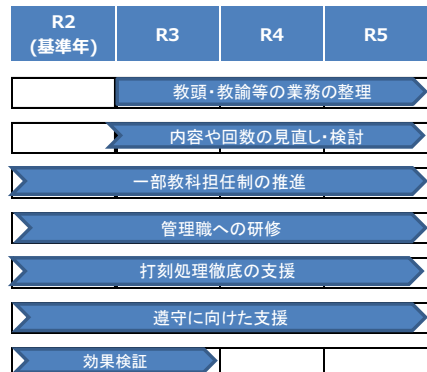 R2
(基準年)
R3
R4
R5
教頭・教諭等の業務の整理
内容や回数の見直し・検討
一部教科担任制の推進
管理職への研修
打刻処理徹底の支援
遵守に向けた支援
効果検証